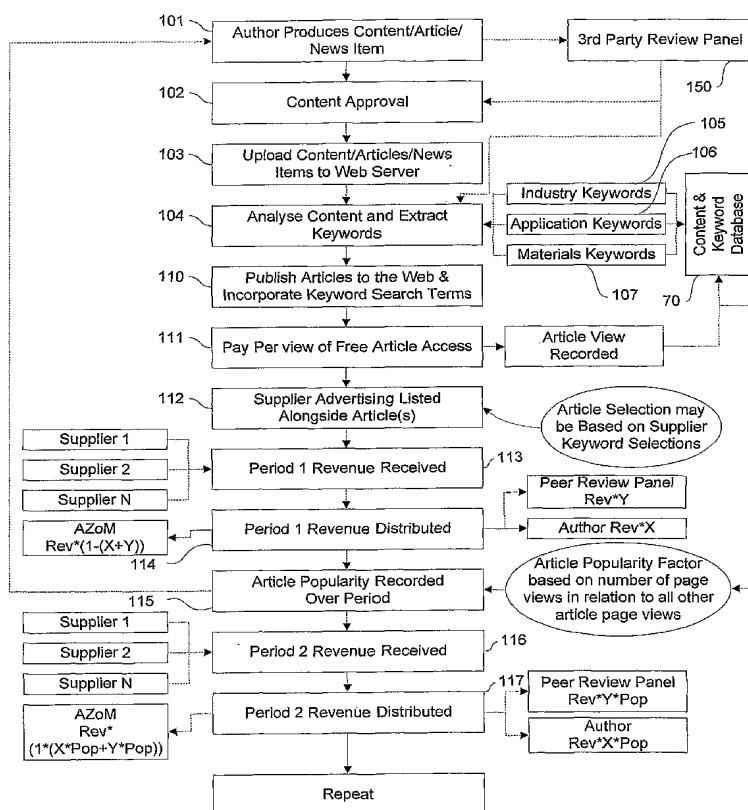 101
Author Produces Content/Article/
News Item
3rd Party Review Panel
150
102
Content Approval
103
Upload Content/Articles/News
Items to Web Server
105
106
Industry Keywords
104
Analyse Content and Extract
Keywords
Application Keywords
Materials Keywords
107
Content &
Keyword
Database
70
110
Publish Articles to the Web &
Incorporate Keyword Search Terms
111
Pay Per view of Free Article Access
Article View
Recorded
112
Supplier Advertising Listed
Alongside Article(s)
Article Selection may
be Based on Supplier
Keyword Selections
Supplier 1
Supplier 2
Supplier N
Period 1 Revenue Received
113
Peer Review Panel
Rev*Y
Author Rev*X
AZoM
Rev*(1-(X+Y))
Period 1 Revenue Distributed
114
Article Popularity Recorded
Over Period
115
Article Popularity Factor
based on number of page
views in relation to all other
article page views
Supplier 1
Supplier 2
Supplier N
Period 2 Revenue Received
116
117
Peer Review Panel
Rev*Y*Pop
Author
Rev*X*Pop
AZoM
Rev*
(1*(X*Pop+Y*Pop))
Period 2 Revenue Distributed
Repeat